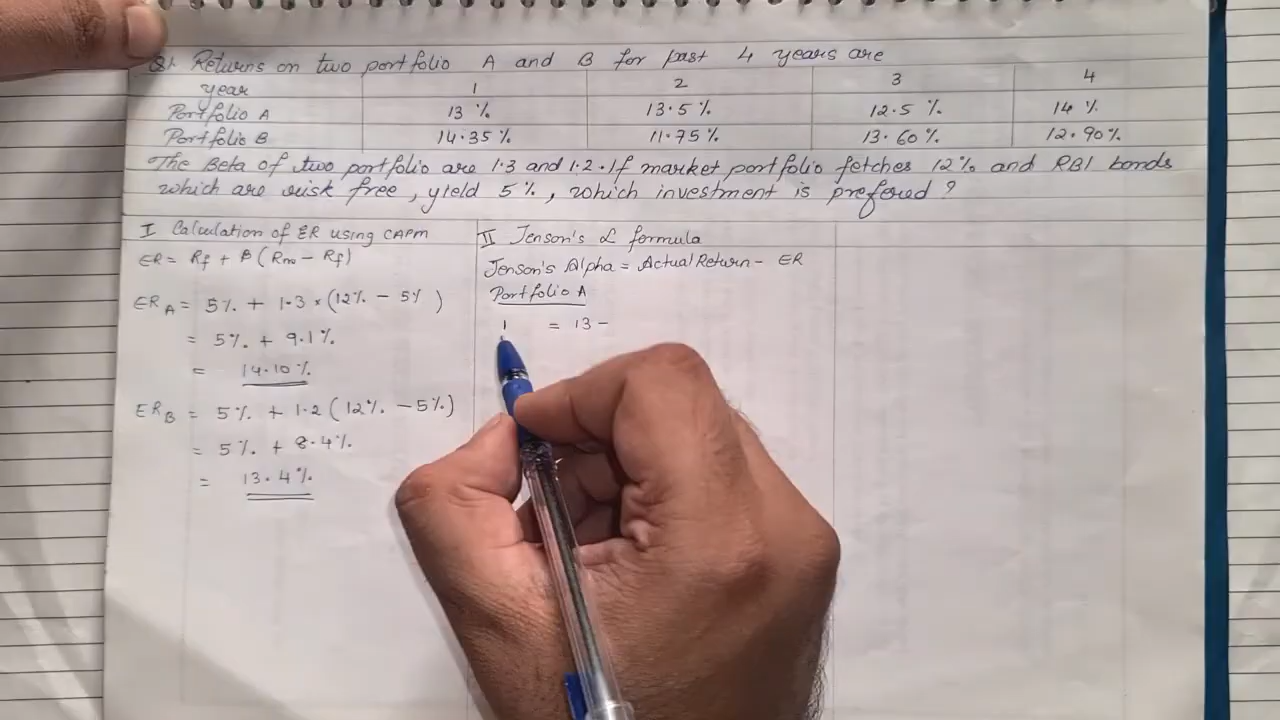 Q1. Returns on two portfolio A and B for past 4 years are
year 1 2 3 4
Portfolio A 13 % 13.5 % 12.5 % 14 %
Portfolio B 14.35 % 11.75 % 13.60 % 12.90 %
The Beta of two portfolio are 1.3 and 1.2. If market portfolio fetches 12% and RBI bonds
which are risk free, yield 5 %, which investment is prefered ?
I Calculation of ER using CAPM
ER = Rf + β (Rm – Rf)
ER A = 5% + 1.3 × (12% – 5% )
= 5% + 9.1%
= 14.10 %
ER B = 5% + 1.2 (12% – 5%)
= 5% + 8.4%
= 13.4 %
II Jenson's α formula
Jenson's Alpha = Actual Return – ER
Portfolio A
1 = 13 –